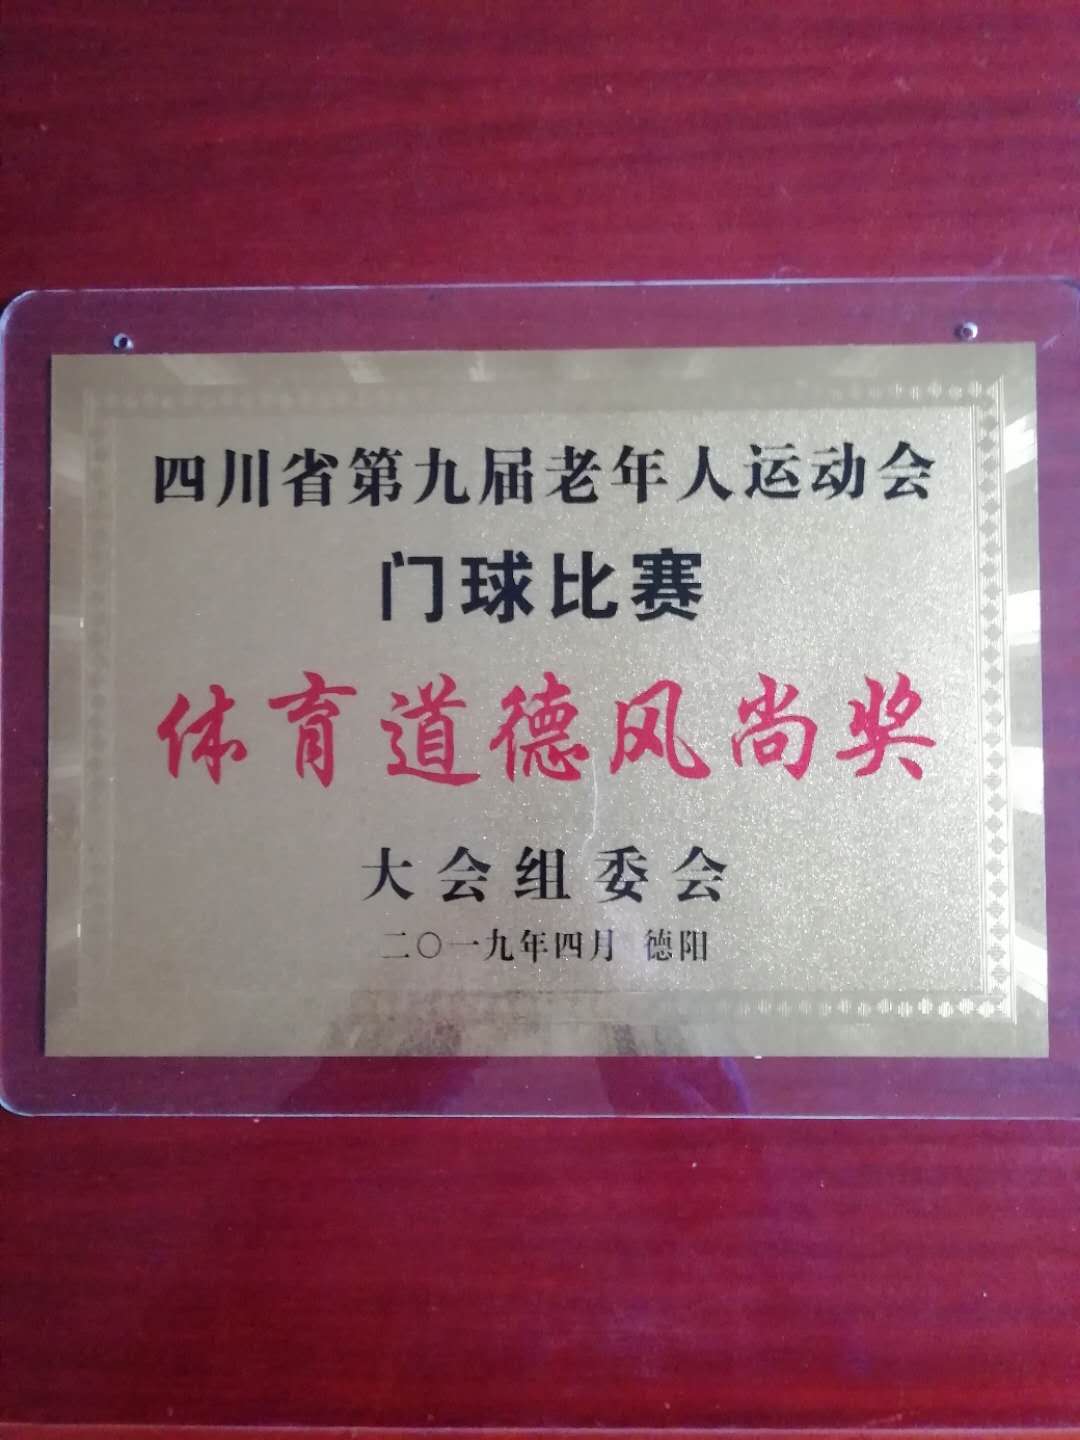 四川省第九届老年人运动会
门球比赛
体育道德风尚奖
大会组委会
二〇一九年四月 德阳